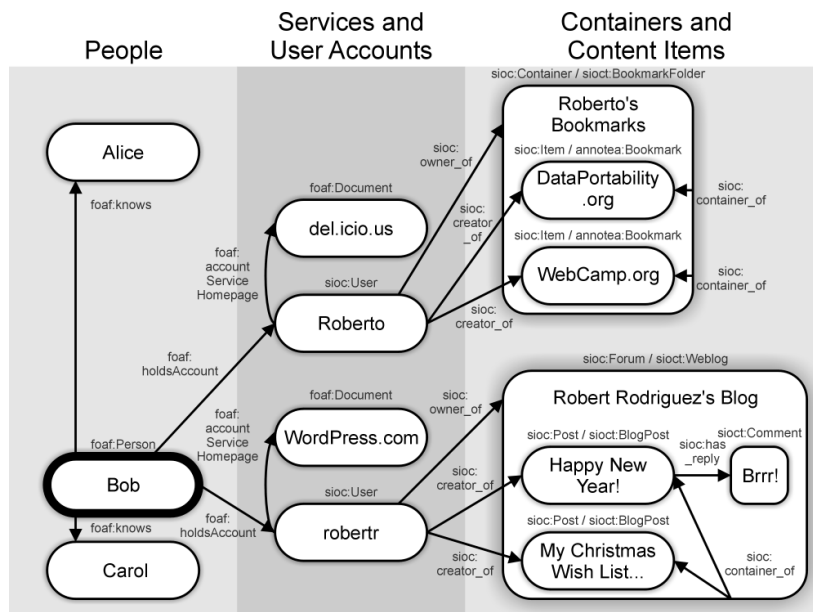 People
Services and
User Accounts
Containers and
Content Items
Alice
foaf:knows
foaf:Person
Bob
foaf:knows
Carol
foaf:
holdsAccount
foaf:
holdsAccount
foaf:Document
del.icio.us
foaf:
account
Service
Homepage
sioc:User
Roberto
foaf:Document
WordPress.com
foaf:
account
Service
Homepage
sioc:User
robertr
sioc:
owner_of
sioc:
creator
_of
sioc:
creator_of
sioc:
owner_of
sioc:
creator_of
sioc:
creator_of
sioc:Container / sioct:BookmarkFolder
Roberto's
Bookmarks
sioc:Item / annotea:Bookmark
DataPortability
.org
sioc:
container_of
sioc:Item / annotea:Bookmark
WebCamp.org
sioc:
container_of
sioc:Forum / sioct:Weblog
Robert Rodriguez's Blog
sioc:Post / sioct:BlogPost
Happy New
Year!
sioc:has
_reply
sioct:Comment
Brrr!
sioc:Post / sioct:BlogPost
My Christmas
Wish List...
sioc:
container_of